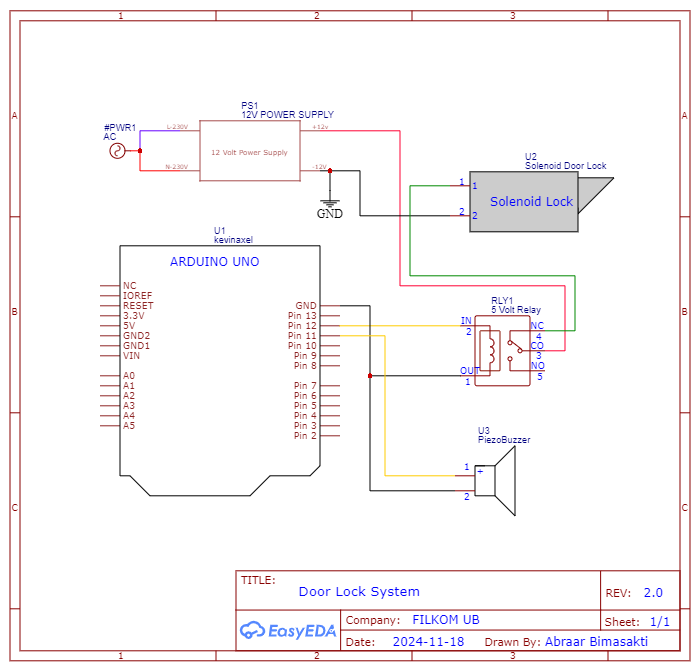 1 2 3
A A
#PWR1
AC
PS1
12V POWER SUPPLY
L-230V
N-230V
12 Volt Power Supply
+12v
-12v
GND
U2
Solenoid Door Lock
1 1
2 2
Solenoid Lock
U1
kevinaxel
ARDUINO UNO
B B
NC
IOREF
RESET
3.3V
5V
GND2
GND1
VIN
A0
A1
A2
A3
A4
A5
GND
Pin 13
Pin 12
Pin 11
Pin 10
Pin 9
Pin 8
Pin 7
Pin 6
Pin 5
Pin 4
Pin 3
Pin 2
RLY1
5 Volt Relay
IN
2
OUT
1
NC
4
CO
3
NO
5
U3
PiezoBuzzer
1
+
2
C C
TITLE:
Door Lock System
REV: 2.0
EasyEDA
Company: FILKOM UB
Sheet: 1/1
Date: 2024-11-18 Drawn By: Abraar Bimasakti
1 2 3